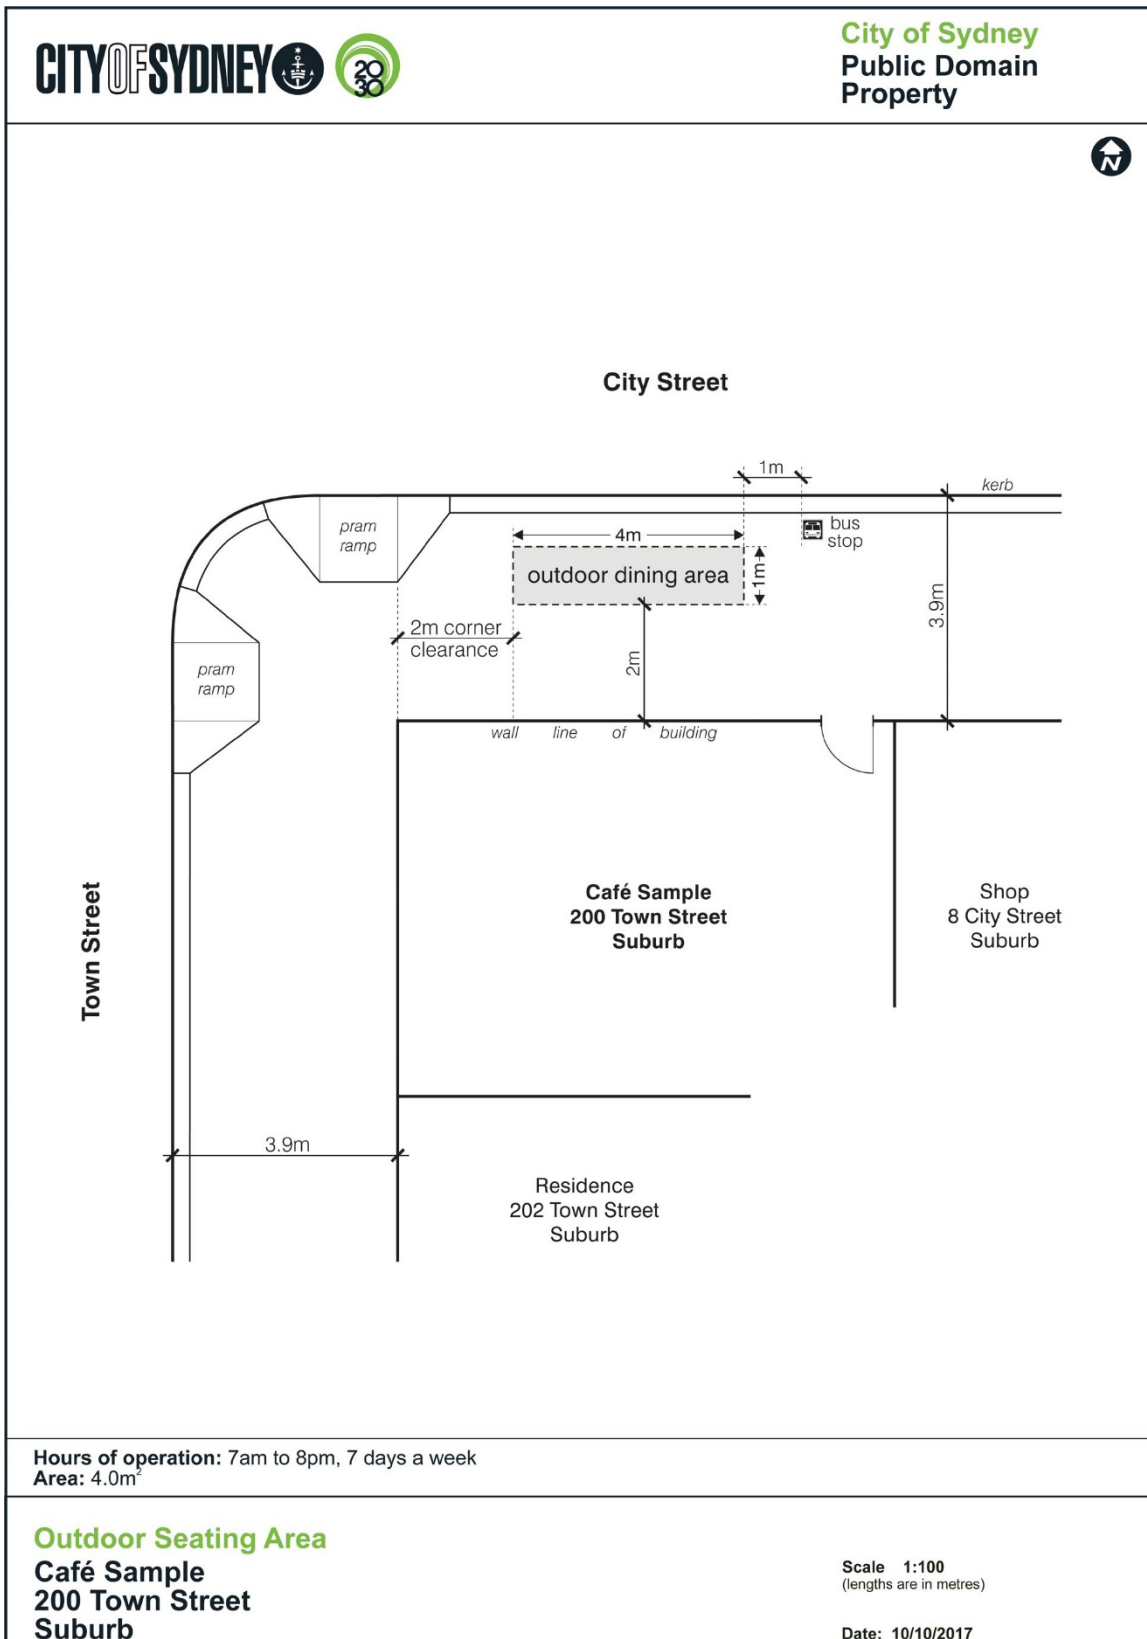 CITYOFSYDNEY
2030
City of Sydney
Public Domain
Property
N
City Street
1m
kerb
pram
ramp
bus
stop
4m
outdoor dining area
1m
3.9m
2m corner
clearance
2m
pram
ramp
wall line of building
Town Street
Café Sample
200 Town Street
Suburb
Shop
8 City Street
Suburb
3.9m
Residence
202 Town Street
Suburb
Hours of operation: 7am to 8pm, 7 days a week
Area: 4.0m²
Outdoor Seating Area
Café Sample
200 Town Street
Suburb
Scale 1:100
(lengths are in metres)
Date: 10/10/2017